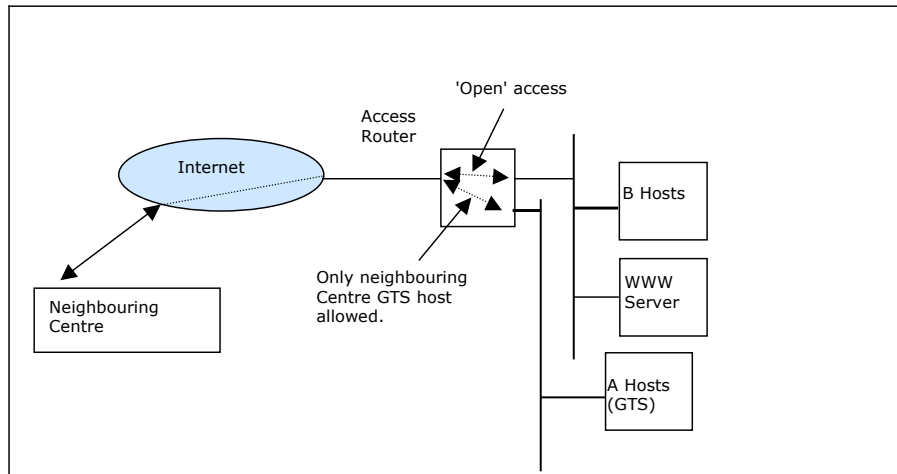 'Open' access
Access
Router
Internet
B Hosts
Only neighbouring
Centre GTS host
allowed.
WWW
Server
Neighbouring
Centre
A Hosts
(GTS)